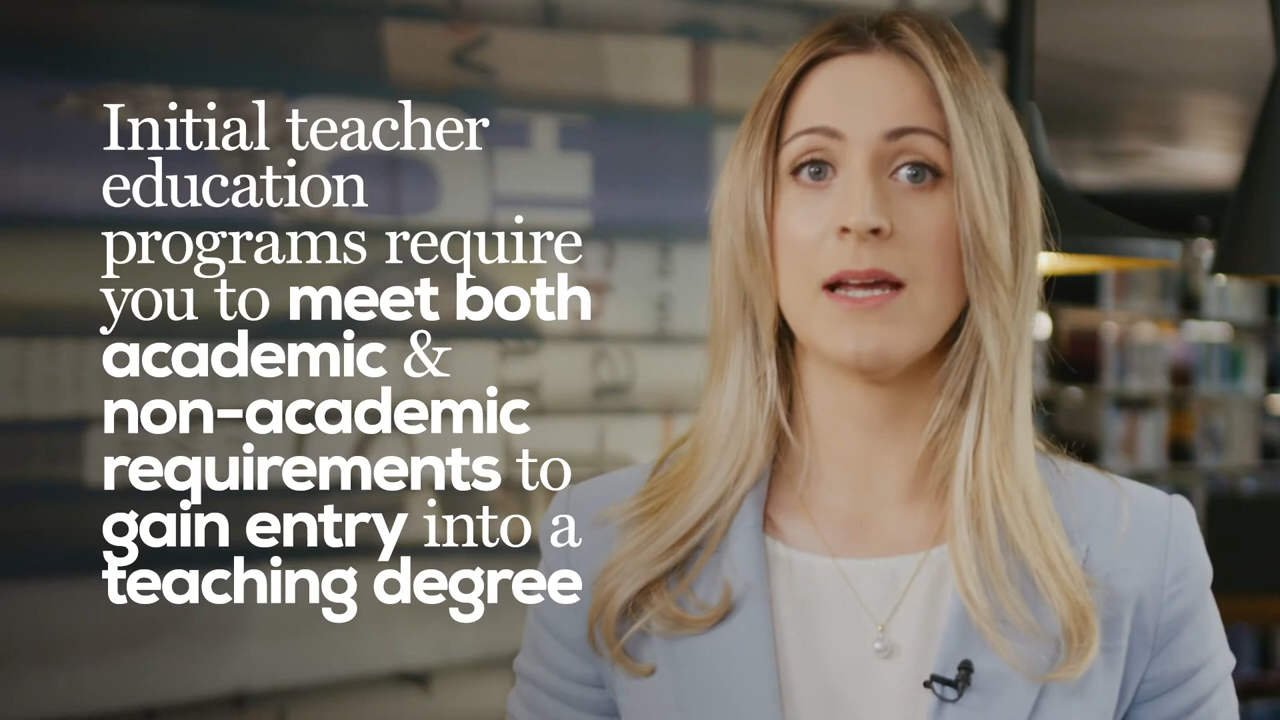 Initial teacher
education
programs require
you to meet both
academic &
non-academic
requirements to
gain entry into a
teaching degree